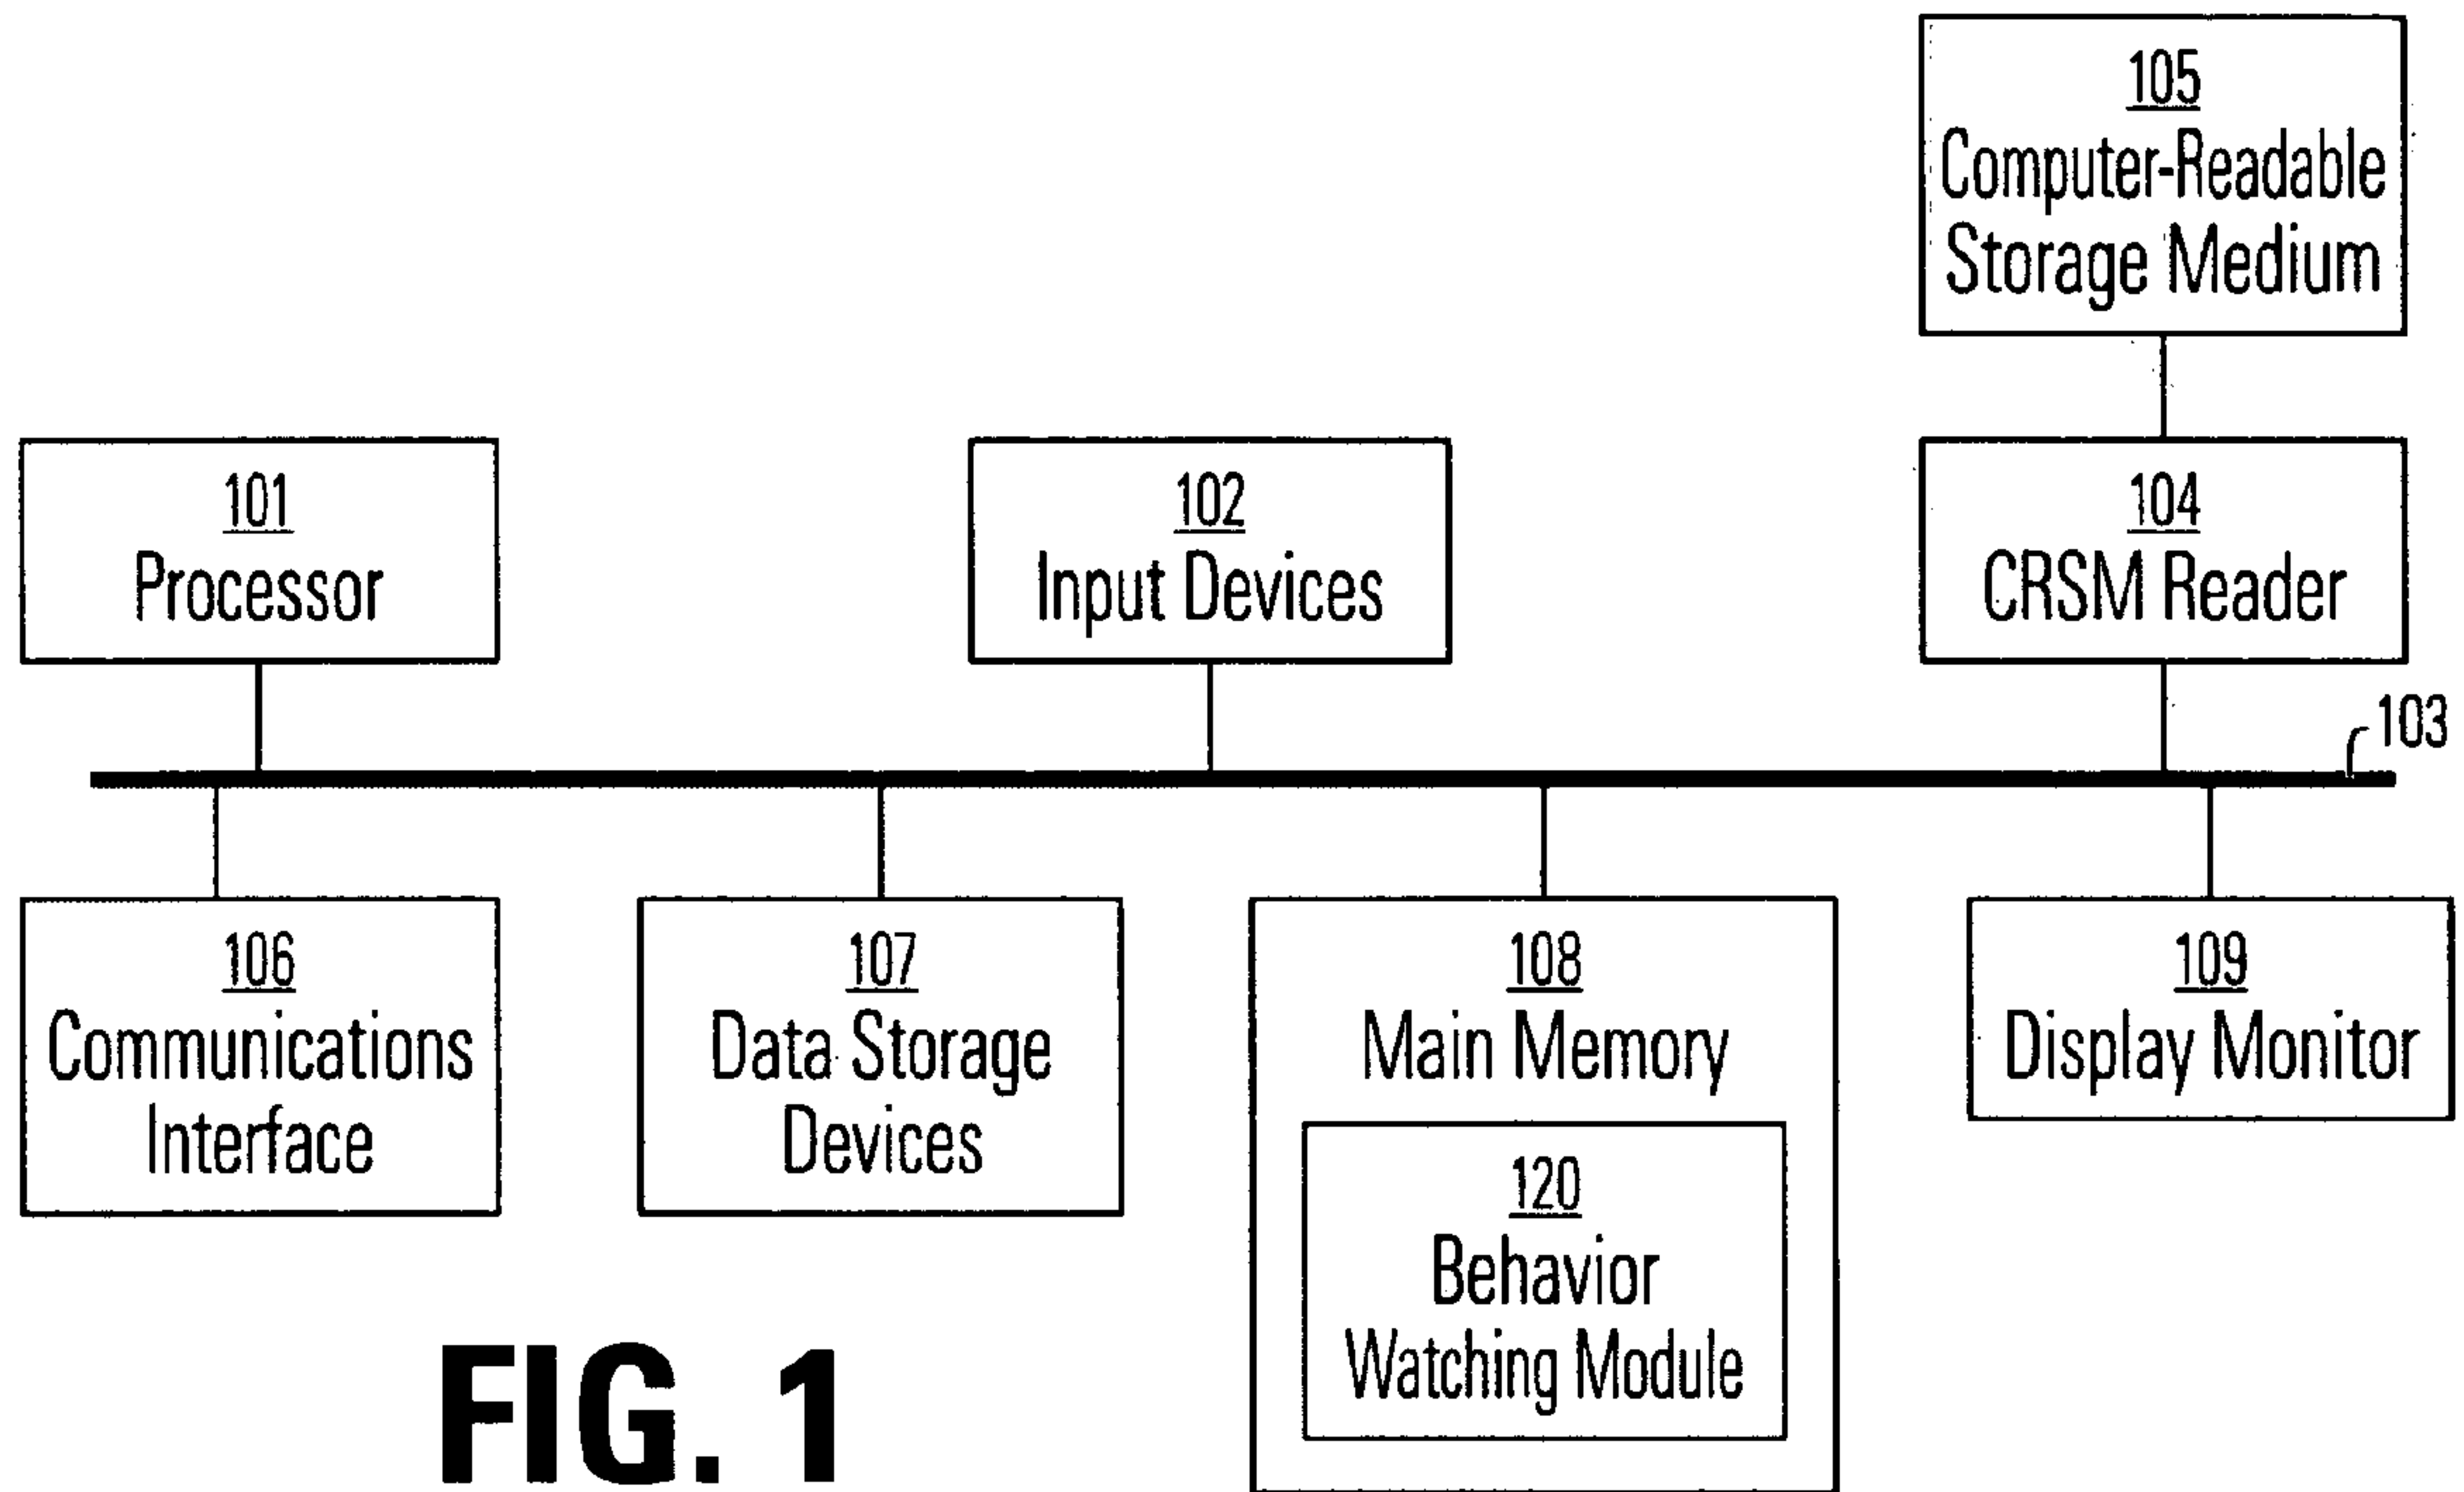 105
Computer-Readable
Storage Medium
101
Processor
102
Input Devices
104
CRSM Reader
103
106
Communications
Interface
107
Data Storage
Devices
108
Main Memory
109
Display Monitor
120
Behavior
Watching Module
FIG. 1